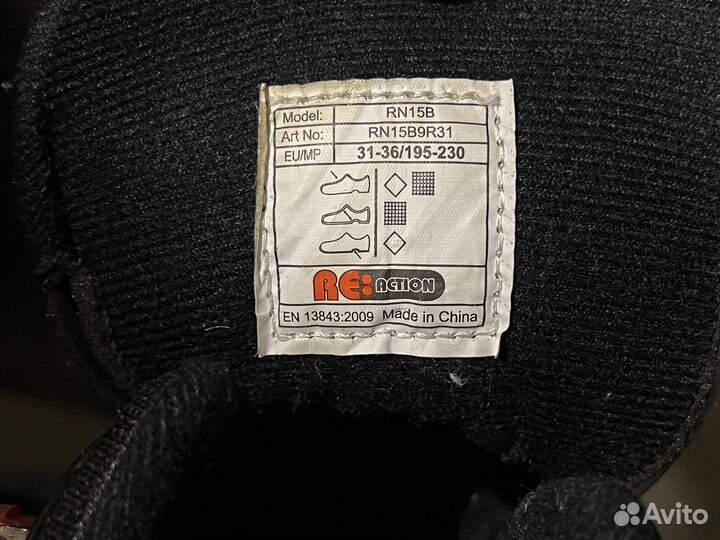 Model: RN15B
Art No: RN15B9R31
EU/MP 31-36/195-230
RE:ACTION
EN 13843:2009 Made in China
Avito